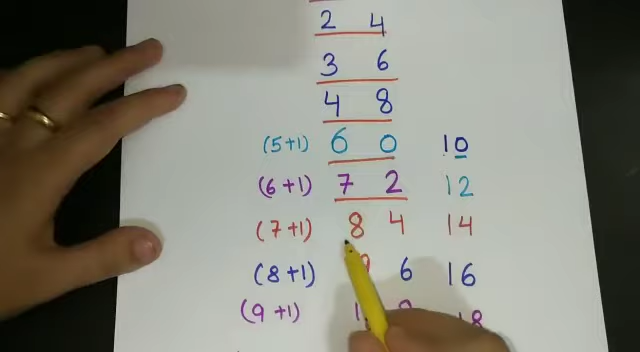 2 4
3 6
4 8
(5+1) 6 0 10
(6+1) 7 2 12
(7+1) 8 4 14
(8+1) 6 16
(9+1)